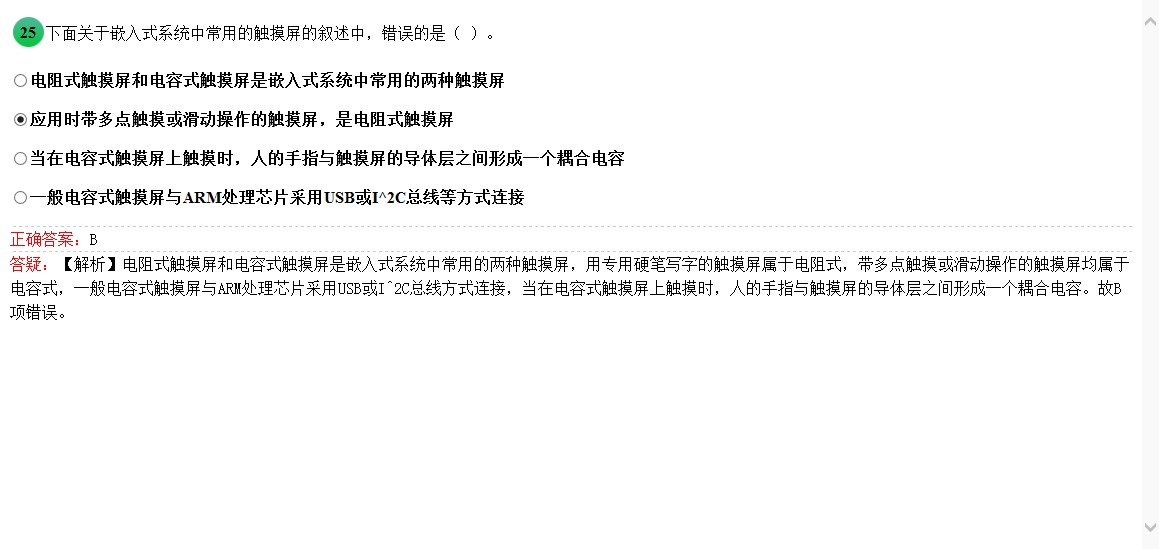 25 下面关于嵌入式系统中常用的触摸屏的叙述中，错误的是（ ）。
电阻式触摸屏和电容式触摸屏是嵌入式系统中常用的两种触摸屏
应用时带多点触摸或滑动操作的触摸屏，是电阻式触摸屏
当在电容式触摸屏上触摸时，人的手指与触摸屏的导体层之间形成一个耦合电容
一般电容式触摸屏与ARM处理芯片采用USB或I^2C总线等方式连接
正确答案：B
答疑：【解析】电阻式触摸屏和电容式触摸屏是嵌入式系统中常用的两种触摸屏，用专用硬笔写字的触摸屏属于电阻式，带多点触摸或滑动操作的触摸屏均属于
电容式，一般电容式触摸屏与ARM处理芯片采用USB或I^2C总线方式连接，当在电容式触摸屏上触摸时，人的手指与触摸屏的导体层之间形成一个耦合电容。故B
项错误。